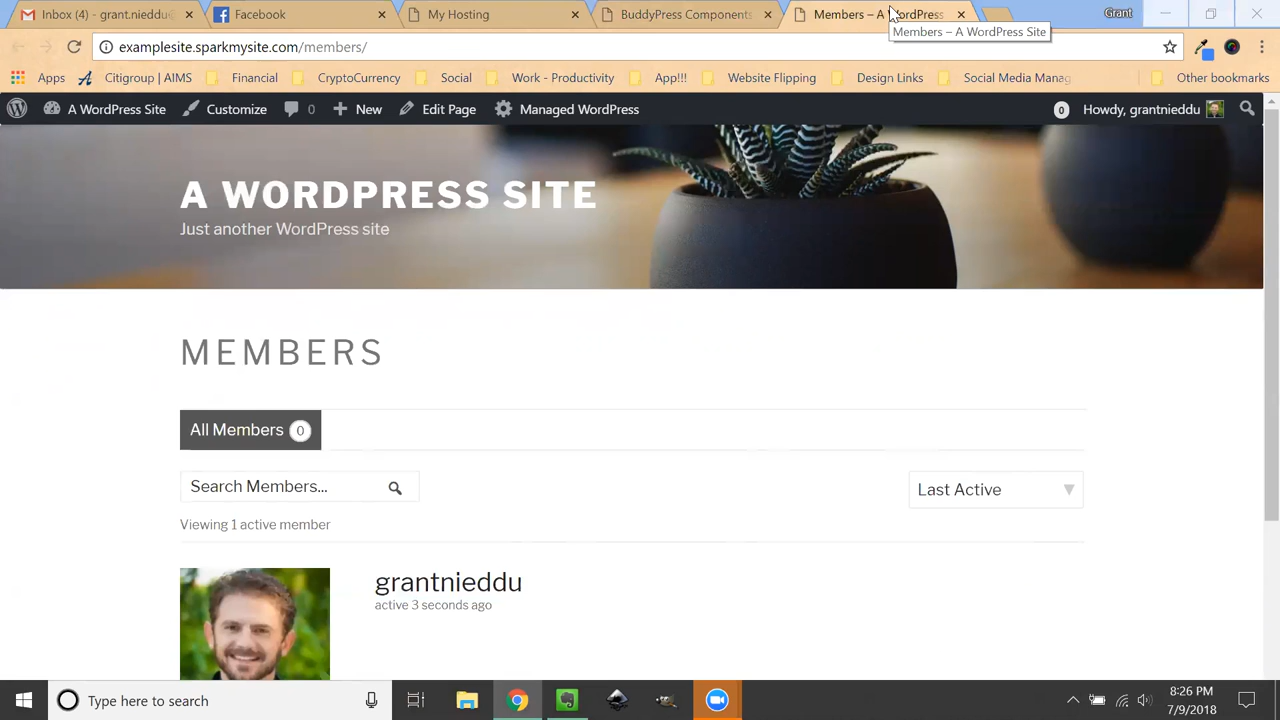 Inbox (4) - grant.nieddu
Facebook
My Hosting
BuddyPress Components
Members – A WordPress
Grant
Members – A WordPress Site
examplesite.sparkmysite.com/members/
Apps
Citigroup | AIMS
Financial
CryptoCurrency
Social
Work - Productivity
App!!!
Website Flipping
Design Links
Social Media Manag
Other bookmarks
A WordPress Site
Customize
0
New
Edit Page
Managed WordPress
0
Howdy, grantnieddu
A WORDPRESS SITE
Just another WordPress site
MEMBERS
All Members 0
Search Members...
Last Active
Viewing 1 active member
grantnieddu
active 3 seconds ago
Type here to search
8:26 PM
7/9/2018